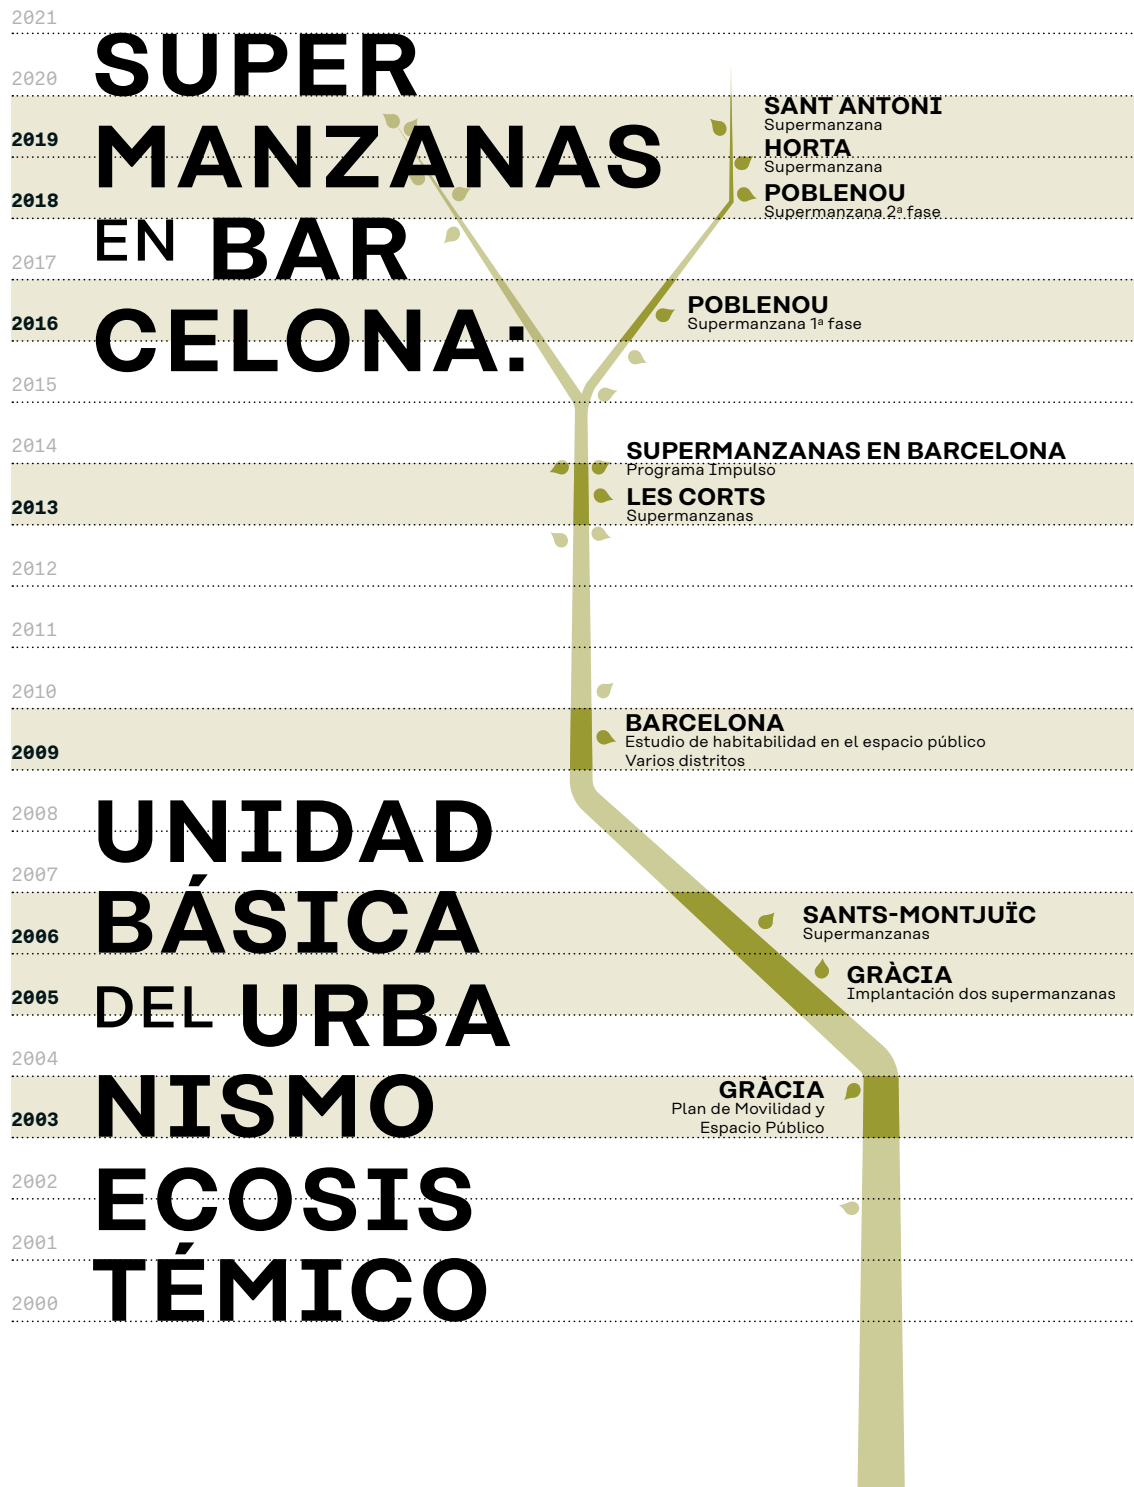 2021
SUPER
2020
SANT ANTONI
Supermanzana
2019
MANZANAS
HORTA
Supermanzana
2018
POBLENOU
Supermanzana 2ª fase
EN BAR
2017
2016
POBLENOU
Supermanzana 1ª fase
CELONA:
2015
2014
SUPERMANZANAS EN BARCELONA
Programa Impulso
2013
LES CORTS
Supermanzanas
2012
2011
2010
BARCELONA
Estudio de habitabilidad en el espacio público
Varios distritos
2009
2008
UNIDAD
2007
BÁSICA
2006
SANTS-MONTJUÏC
Supermanzanas
2005
GRÀCIA
Implantación dos supermanzanas
DEL URBA
2004
NISMO
2003
GRÀCIA
Plan de Movilidad y
Espacio Público
2002
ECOSIS
2001
TÉMICO
2000